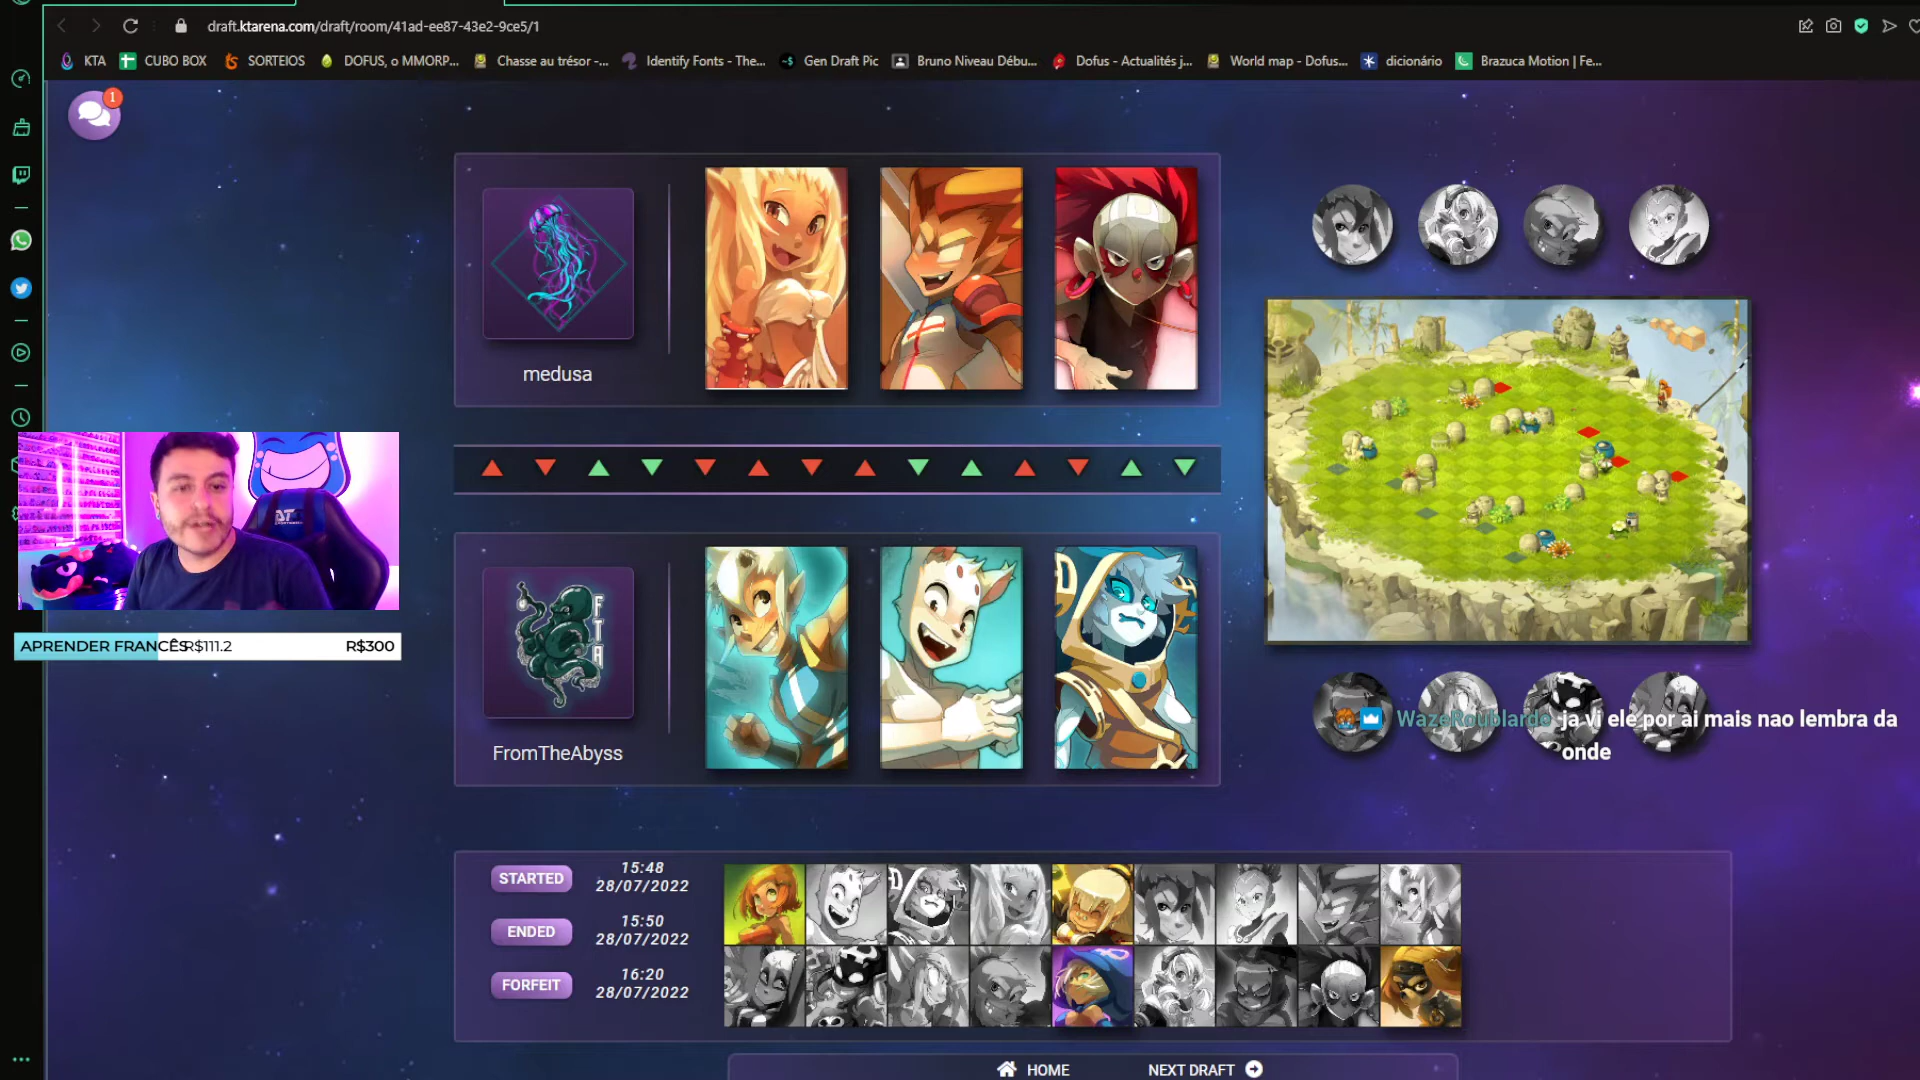 draft.ktarena.com/draft/room/41ad-ee87-43e2-9ce5/1
KTA
CUBO BOX
SORTEIOS
DOFUS, o MMORP...
Chasse au trésor -...
Identify Fonts - The...
Gen Draft Pic
Bruno Niveau Débu...
Dofus - Actualités j...
World map - Dofus...
dicionário
Brazuca Motion | Fe...
1
medusa
FTA
FromTheAbyss
APRENDER FRANCÊS R$111.2 R$300
WazeRoublardo ja vi ele por ai mais nao lembra da
onde
STARTED
15:48
28/07/2022
ENDED
15:50
28/07/2022
FORFEIT
16:20
28/07/2022
HOME
NEXT DRAFT